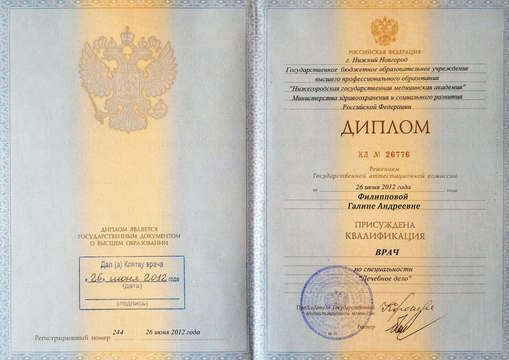 ДИПЛОМ ЯВЛЯЕТСЯ
ГОСУДАРСТВЕННЫМ ДОКУМЕНТОМ
О ВЫСШЕМ ОБРАЗОВАНИИ
Дал (а) Клятву врача
"26" июня 2012 года
(дата)
(подпись)
Регистрационный номер 244 26 июня 2012 года
РОССИЙСКАЯ ФЕДЕРАЦИЯ
г. Нижний Новгород
Государственное бюджетное образовательное учреждение
высшего профессионального образования
"Нижегородская государственная медицинская академия"
Министерства здравоохранения и социального развития
Российской Федерации
ДИПЛОМ
КЛ № 26776
Решением
Государственной аттестационной комиссии
от 26 июня 2012 года
Филипповой
Галине Андреевне
ПРИСУЖДЕНА
КВАЛИФИКАЦИЯ
ВРАЧ
по специальности
"Лечебное дело"
Председатель Государственной
аттестационной комиссии
Ректор